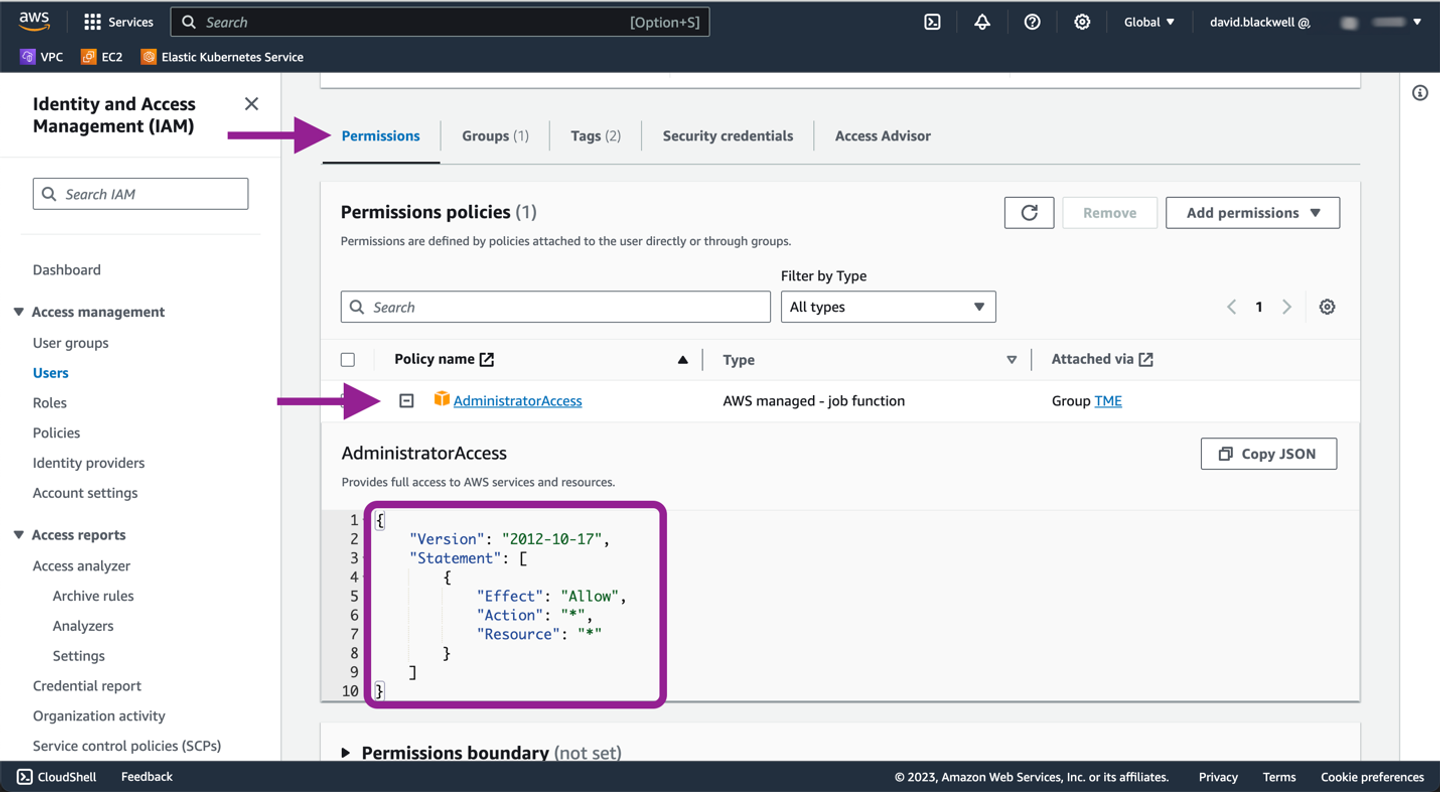 aws
Services
Search [Option+S]
Global
david.blackwell @
VPC EC2 Elastic Kubernetes Service
Identity and Access
Management (IAM)
Search IAM
Dashboard
Access management
User groups
Users
Roles
Policies
Identity providers
Account settings
Access reports
Access analyzer
Archive rules
Analyzers
Settings
Credential report
Organization activity
Service control policies (SCPs)
Permissions Groups (1) Tags (2) Security credentials Access Advisor
Permissions policies (1)
Remove
Add permissions
Permissions are defined by policies attached to the user directly or through groups.
Filter by Type
Search
All types
1
Policy name Type Attached via
AdministratorAccess AWS managed - job function Group TME
AdministratorAccess
Copy JSON
Provides full access to AWS services and resources.
1 {
2 "Version": "2012-10-17",
3 "Statement": [
4 {
5 "Effect": "Allow",
6 "Action": "*",
7 "Resource": "*"
8 }
9 ]
10 }
Permissions boundary (not set)
CloudShell Feedback © 2023, Amazon Web Services, Inc. or its affiliates. Privacy Terms Cookie preferences